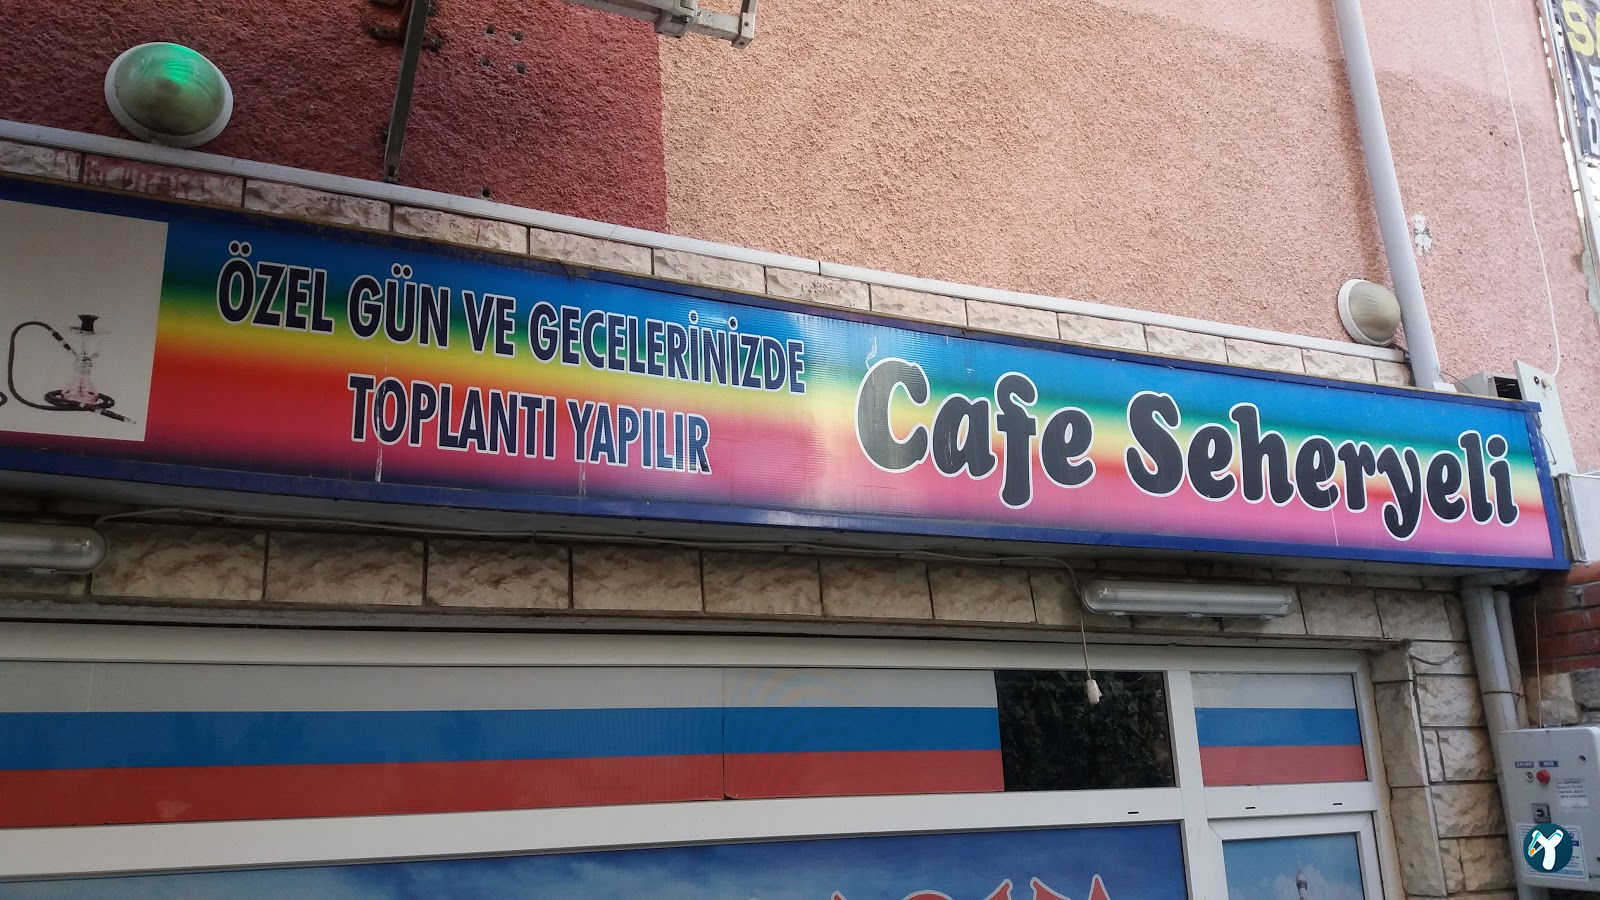 ÖZEL GÜN VE GECELERİNİZDE
TOPLANTI YAPILIR
Cafe Seheryeli